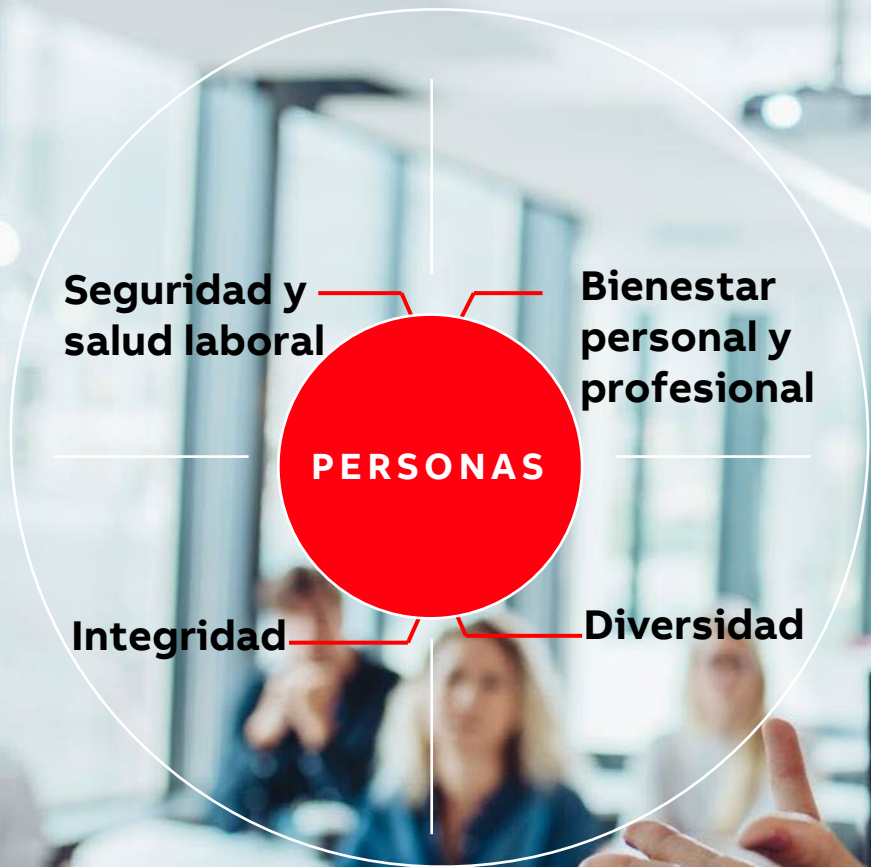 Seguridad y
salud laboral
Bienestar
personal y
profesional
PERSONAS
Integridad
Diversidad